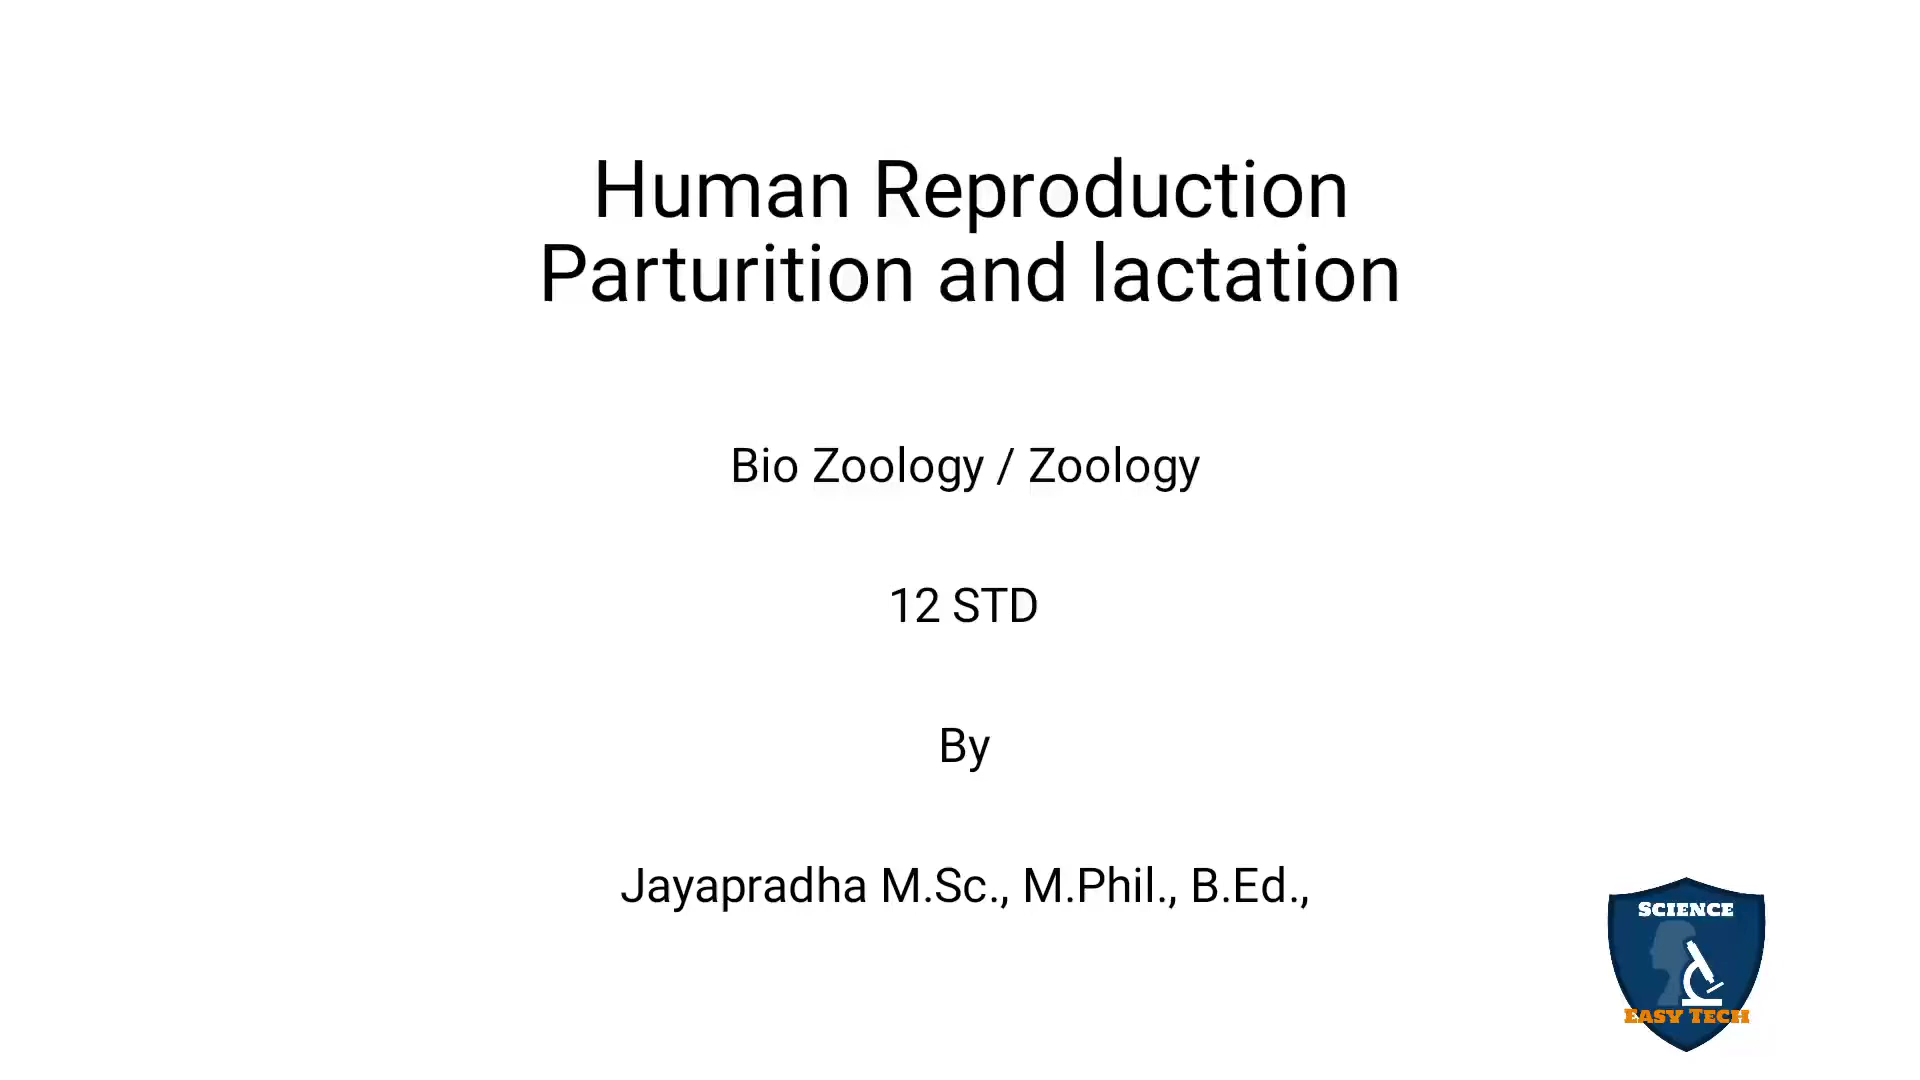 Human Reproduction
Parturition and lactation
Bio Zoology / Zoology
12 STD
By
Jayapradha M.Sc., M.Phil., B.Ed.,
SCIENCE
EASY TECH